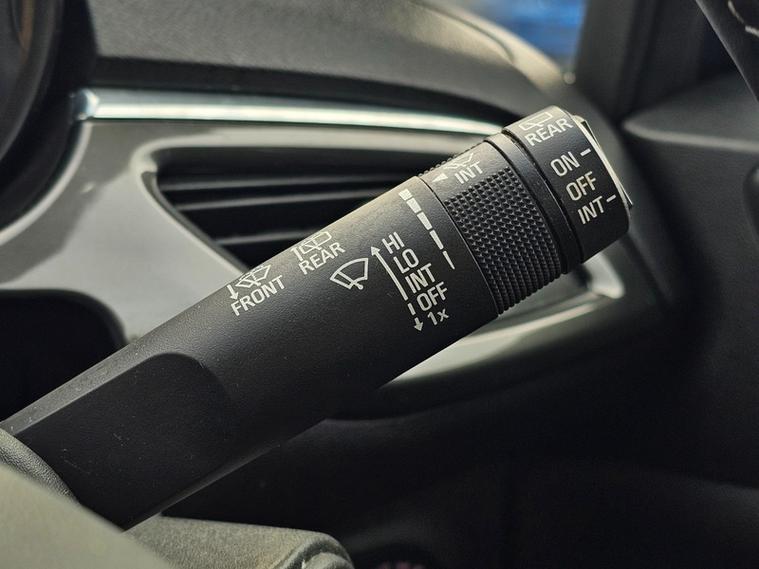 FRONT
REAR
HI
LO
INT
OFF
1x
INT
REAR
ON
OFF
INT